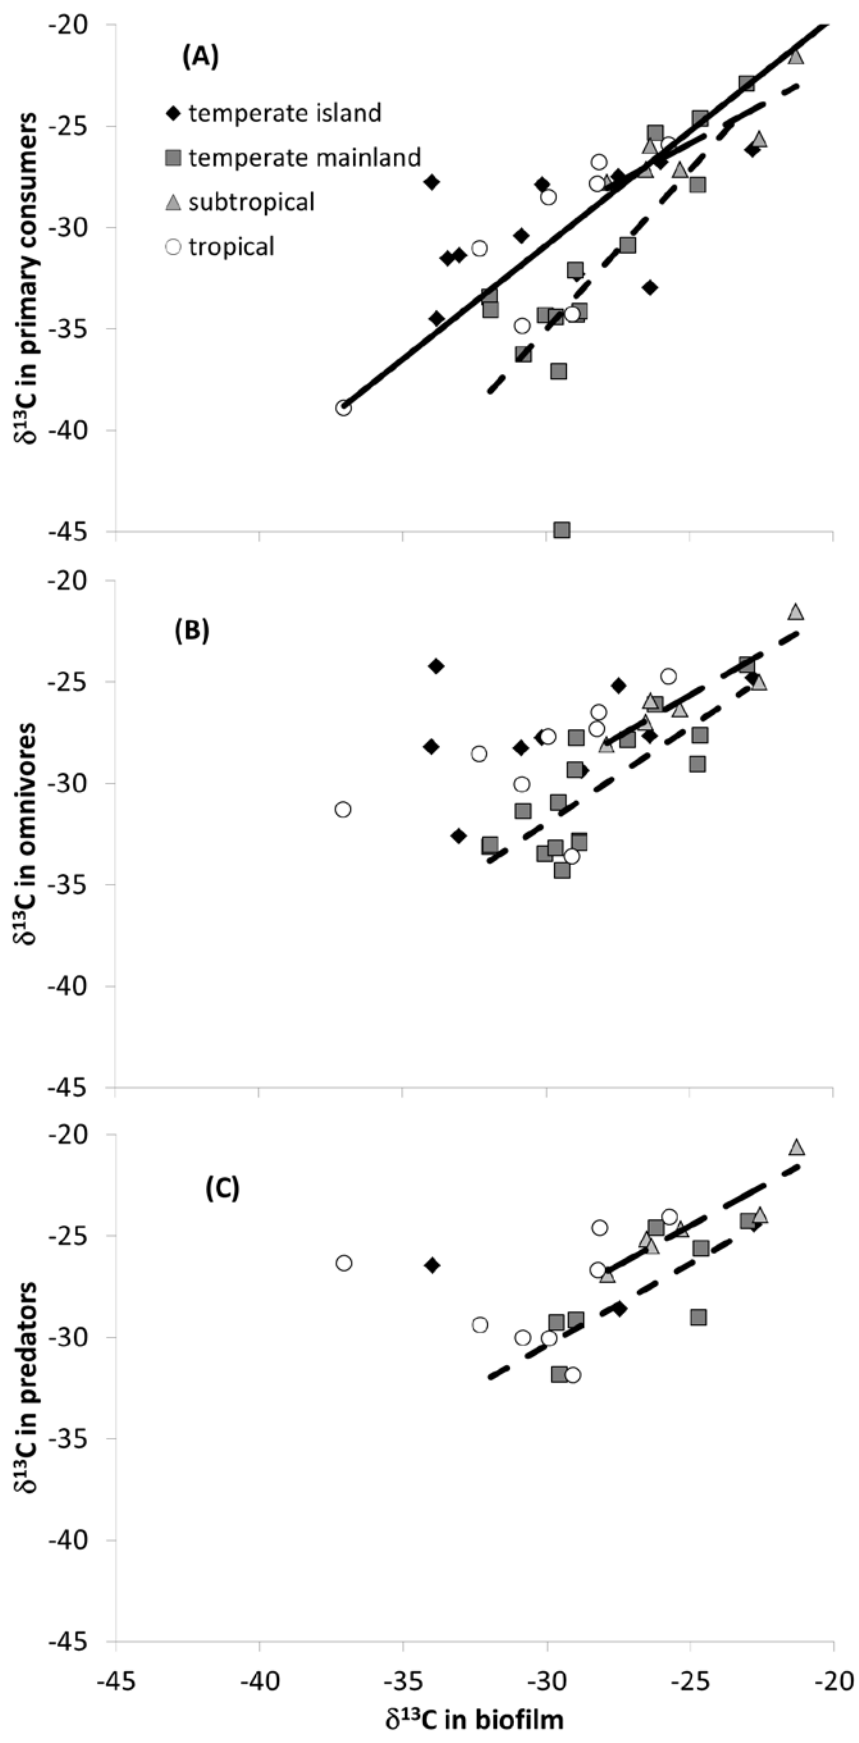 -20
(A)
temperate island
-25
temperate mainland
subtropical
-30
tropical
-35
-40
-45
δ¹³C in primary consumers
-20
(B)
-25
-30
-35
-40
-45
δ¹³C in omnivores
-20
(C)
-25
-30
-35
-40
-45
δ¹³C in predators
-45 -40 -35 -30 -25 -20
δ¹³C in biofilm